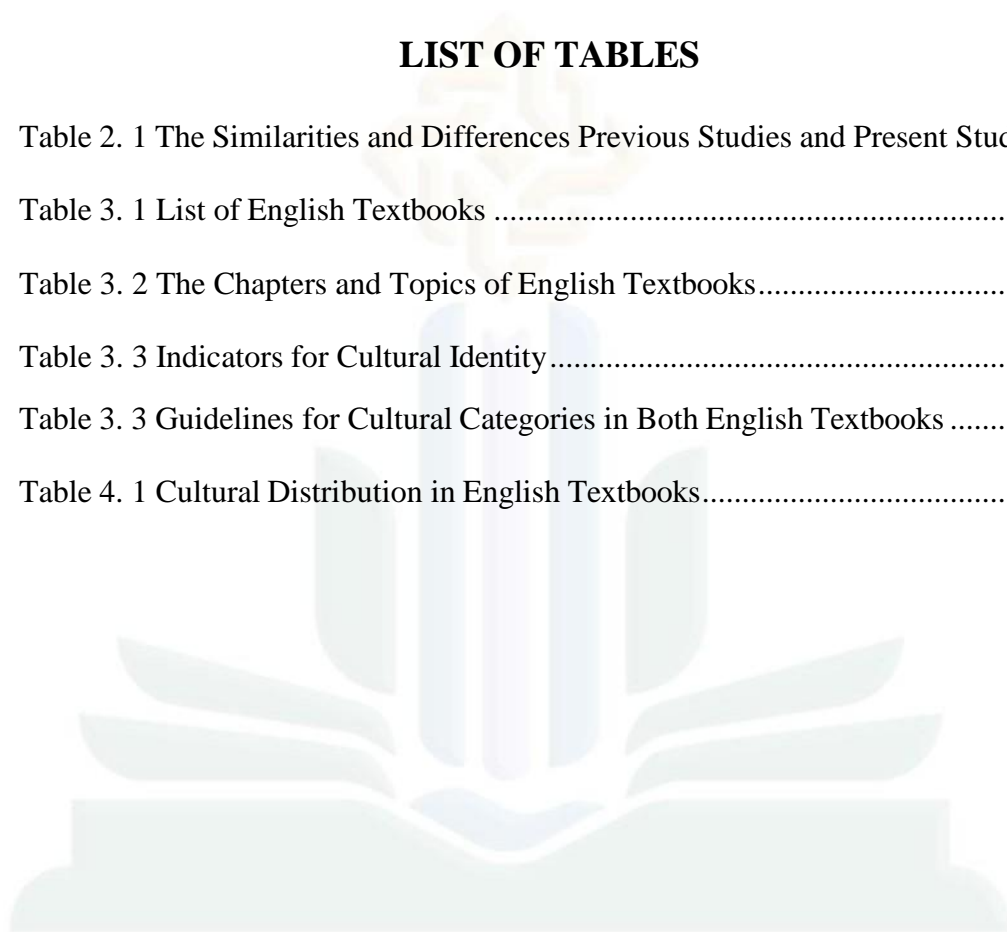 LIST OF TABLES
Table 2. 1 The Similarities and Differences Previous Studies and Present
Table 3. 1 List of English Textbooks ................................................................
Table 3. 2 The Chapters and Topics of English Textbooks...............................
Table 3. 3 Indicators for Cultural Identity.........................................................
Table 3. 3 Guidelines for Cultural Categories in Both English Textbooks .......
Table 4. 1 Cultural Distribution in English Textbooks......................................